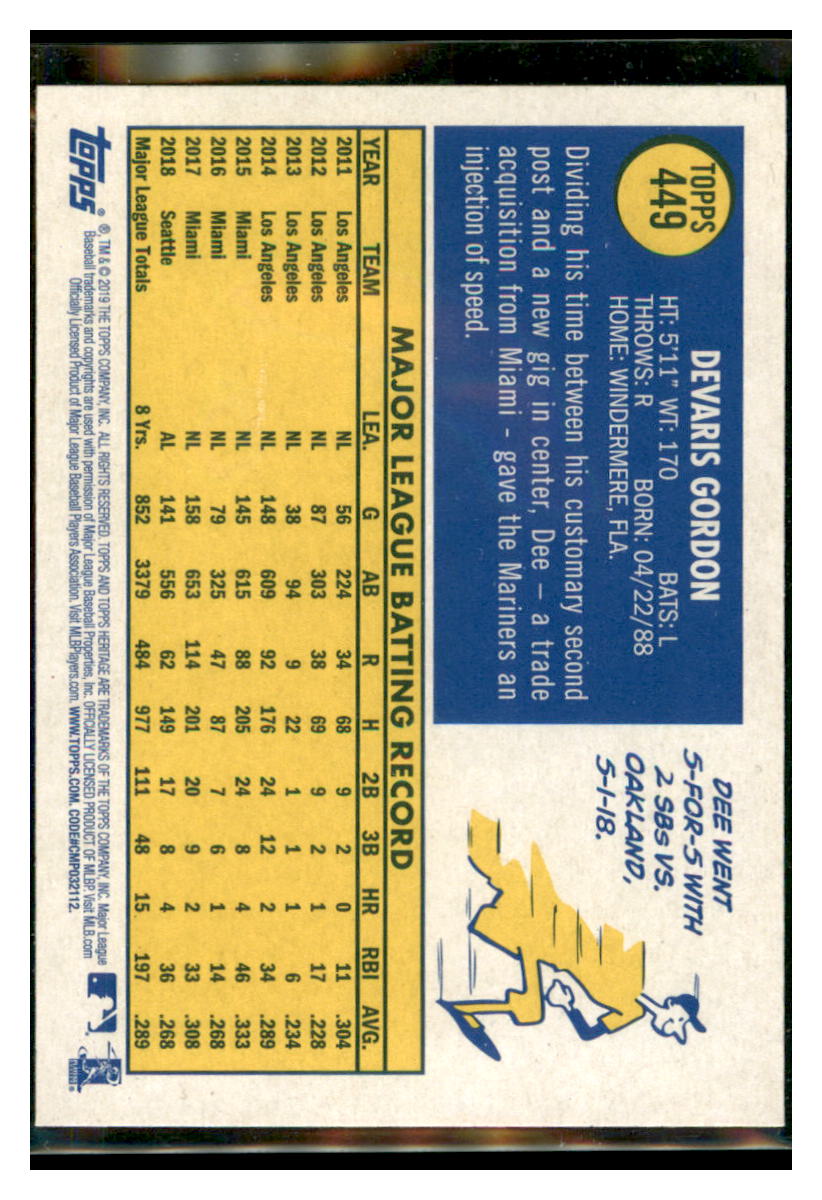 TOPPS
449
DEVARIS GORDON
HT: 5'11" WT: 170 BATS: L
THROWS: R BORN: 04/22/88
HOME: WINDERMERE, FLA.
Dividing his time between his customary second
post and a new gig in center, Dee – a trade
acquisition from Miami - gave the Mariners an
injection of speed.
DEE WENT
5-FOR-5 WITH
2 SBs VS.
OAKLAND,
5-1-18.
MAJOR LEAGUE BATTING RECORD
YEAR TEAM LEA. G AB R H 2B 3B HR RBI AVG.
2011 Los Angeles NL 56 224 34 68 9 2 0 11 .304
2012 Los Angeles NL 87 303 38 69 9 2 1 17 .228
2013 Los Angeles NL 38 94 9 22 1 1 1 6 .234
2014 Los Angeles NL 148 609 92 176 24 12 2 34 .289
2015 Miami NL 145 615 88 205 24 8 4 46 .333
2016 Miami NL 79 325 47 87 7 6 1 14 .268
2017 Miami NL 158 653 114 201 20 9 2 33 .308
2018 Seattle AL 141 556 62 149 17 8 4 36 .268
Major League Totals 8 Yrs. 852 3379 484 977 111 48 15 197 .289
topps®
®, TM & © 2019 THE TOPPS COMPANY, INC. ALL RIGHTS RESERVED. TOPPS AND TOPPS HERITAGE ARE TRADEMARKS OF THE TOPPS COMPANY, INC. Major League
Baseball trademarks and copyrights are used with permission of Major League Baseball Properties, Inc. OFFICIALLY LICENSED PRODUCT OF MLBP. Visit MLB.com
Officially Licensed Product of Major League Baseball Players Association. Visit MLBPlayers.com. WWW.TOPPS.COM. CODE#CMP032112.